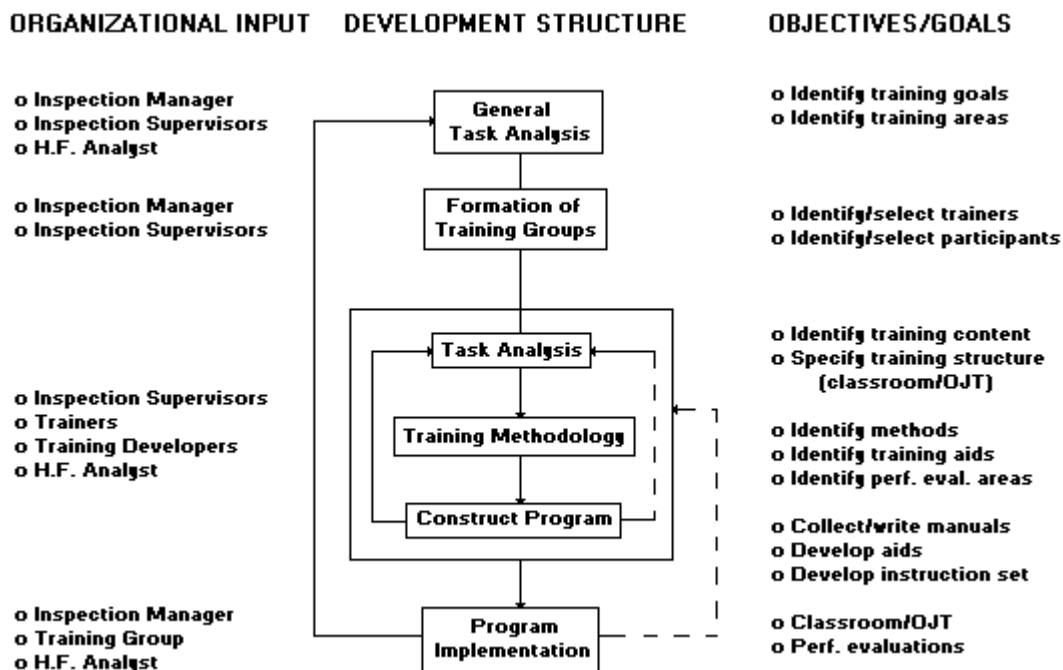 ORGANIZATIONAL INPUT DEVELOPMENT STRUCTURE OBJECTIVES/GOALS
o Inspection Manager
o Inspection Supervisors
o H.F. Analyst
General
Task Analysis
o Identify training goals
o Identify training areas
o Inspection Manager
o Inspection Supervisors
Formation of
Training Groups
o Identify/select trainers
o Identify/select participants
o Inspection Supervisors
o Trainers
o Training Developers
o H.F. Analyst
Task Analysis
Training Methodology
Construct Program
o Identify training content
o Specify training structure
(classroom/OJT)
o Identify methods
o Identify training aids
o Identify perf. eval. areas
o Collect/write manuals
o Develop aids
o Develop instruction set
o Inspection Manager
o Training Group
o H.F. Analyst
Program
Implementation
o Classroom/OJT
o Perf. evaluations